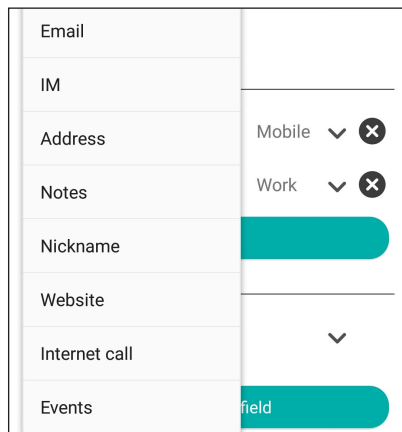 Email
IM
Address
Mobile
Notes
Work
Nickname
Website
Internet call
Events
field